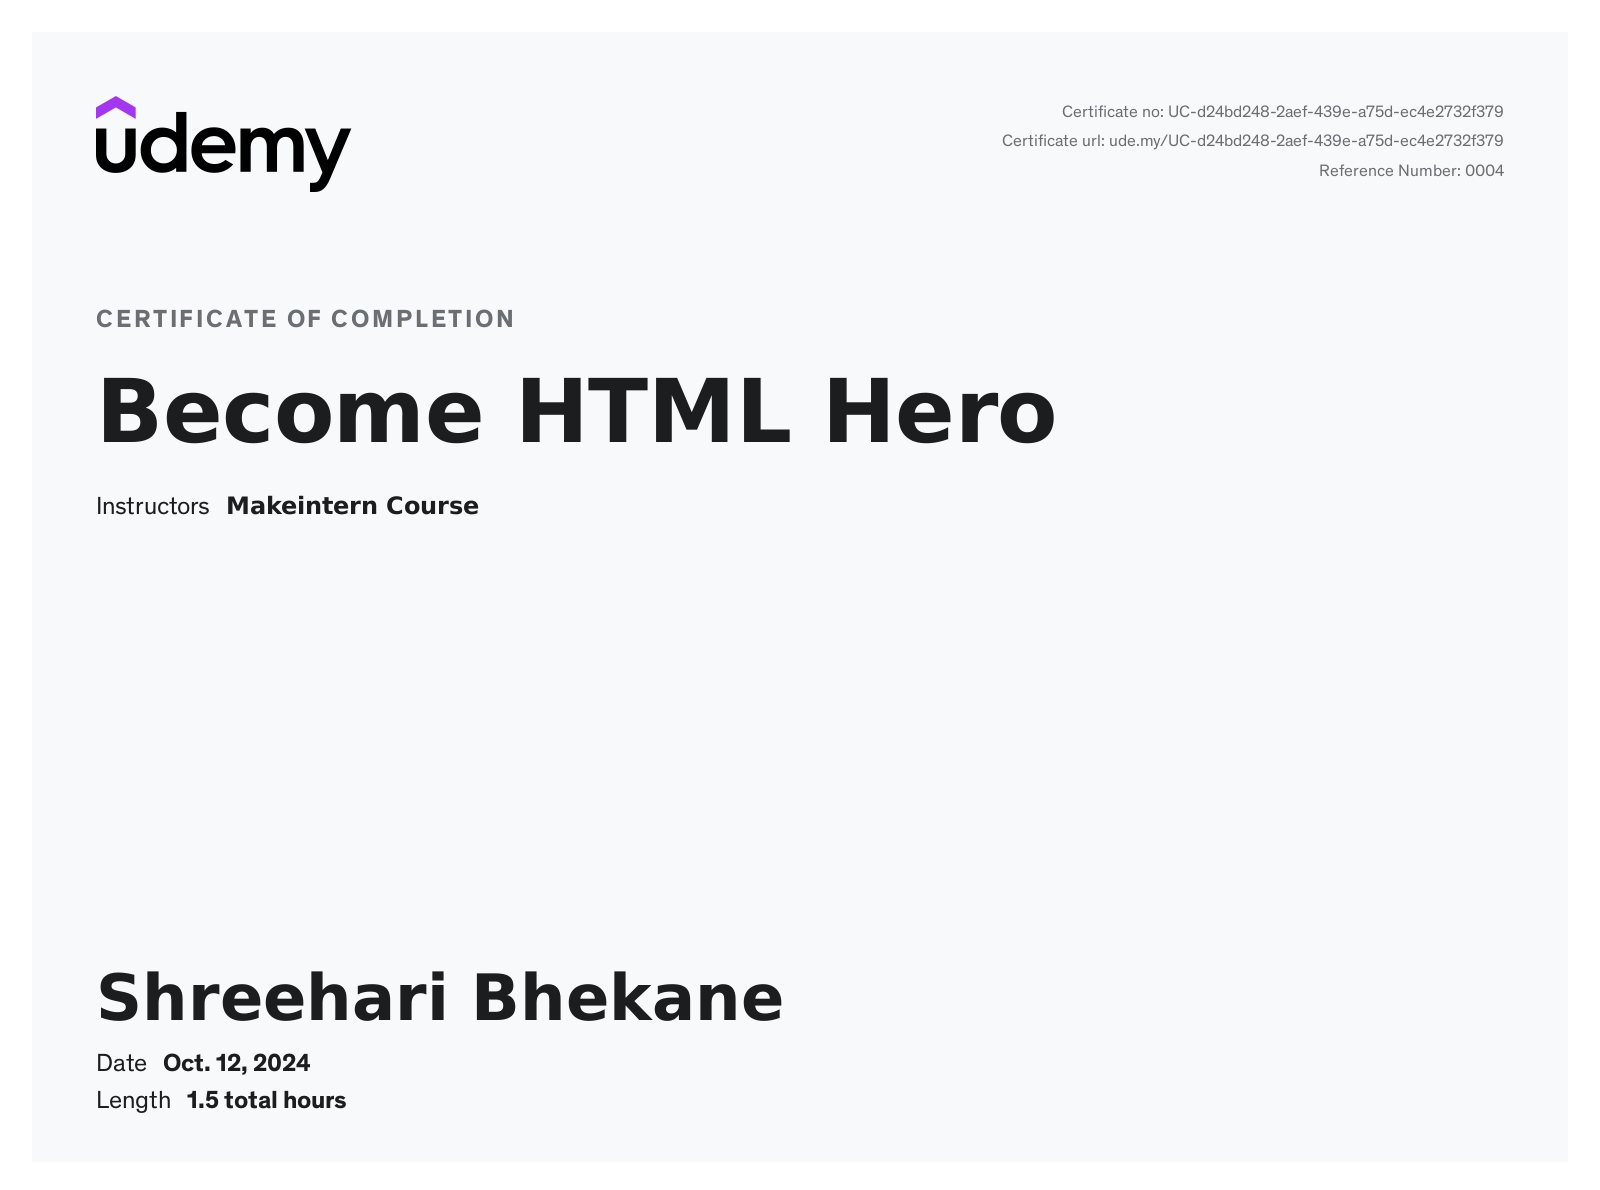 udemy
Certificate no: UC-d24bd248-2aef-439e-a75d-ec4e2732f379
Certificate url: ude.my/UC-d24bd248-2aef-439e-a75d-ec4e2732f379
Reference Number: 0004
CERTIFICATE OF COMPLETION
Become HTML Hero
Instructors Makeintern Course
Shreehari Bhekane
Date Oct. 12, 2024
Length 1.5 total hours